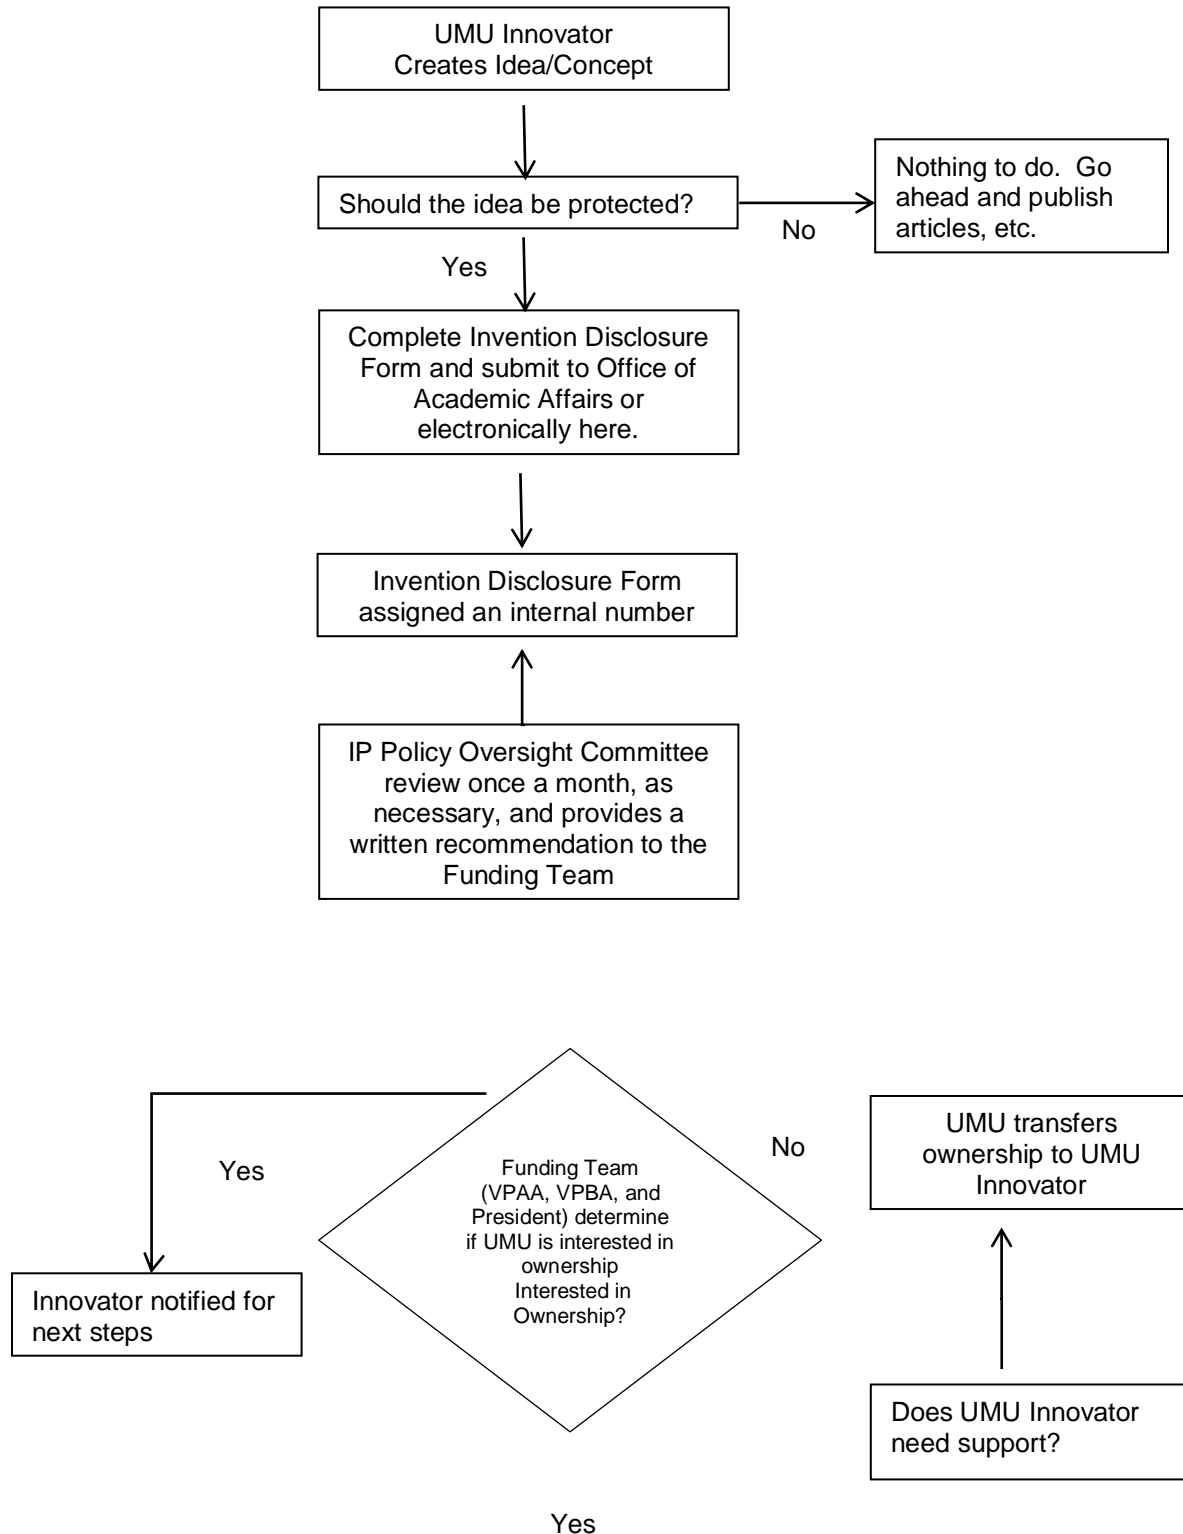 UMU Innovator
Creates Idea/Concept
Should the idea be protected?
No
Nothing to do.  Go
ahead and publish
articles, etc.
Yes
Complete Invention Disclosure
Form and submit to Office of
Academic Affairs or
electronically here.
Invention Disclosure Form
assigned an internal number
IP Policy Oversight Committee
review once a month, as
necessary, and provides a
written recommendation to the
Funding Team
Yes
Funding Team
(VPAA, VPBA, and
President) determine
if UMU is interested in
ownership
Interested in
Ownership?
No
UMU transfers
ownership to UMU
Innovator
Innovator notified for
next steps
Does UMU Innovator
need support?
Yes